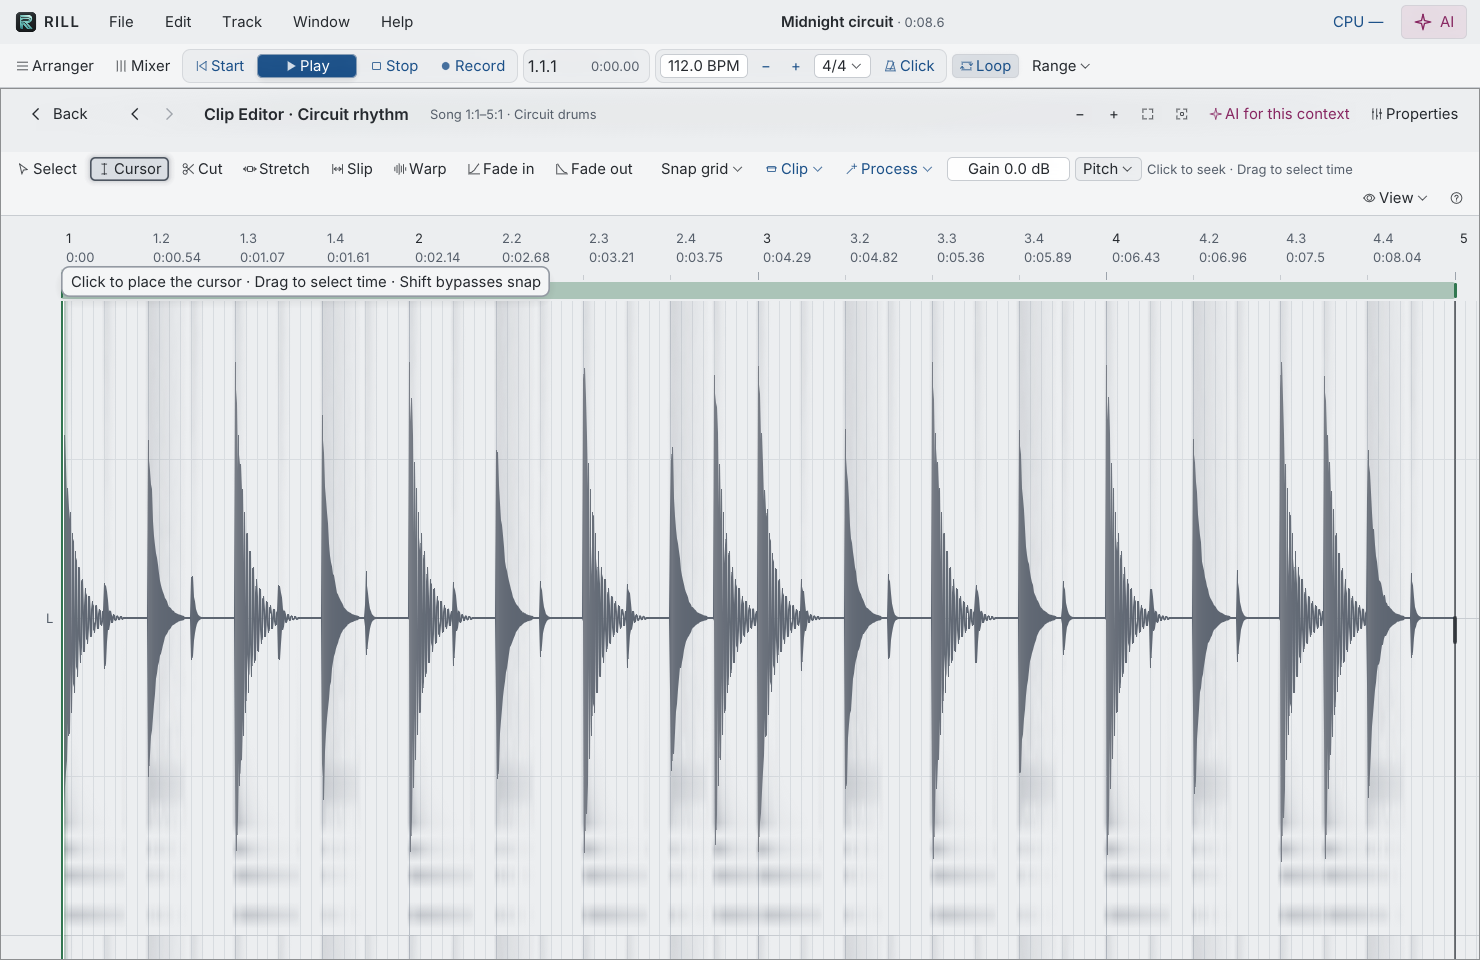 RILL File Edit Track Window Help Midnight circuit · 0:08.6 CPU — AI
Arranger Mixer Start Play Stop Record 1.1.1 0:00.00 112.0 BPM − + 4/4 Click Loop Range
Back Clip Editor · Circuit rhythm Song 1:1–5:1 · Circuit drums − + AI for this context Properties
Select Cursor Cut Stretch Slip Warp Fade in Fade out Snap grid Clip Process Gain 0.0 dB Pitch Click to seek · Drag to select time
View
1 1.2 1.3 1.4 2 2.2 2.3 2.4 3 3.2 3.3 3.4 4 4.2 4.3 4.4 5
0:00 0:00.54 0:01.07 0:01.61 0:02.14 0:02.68 0:03.21 0:03.75 0:04.29 0:04.82 0:05.36 0:05.89 0:06.43 0:06.96 0:07.5 0:08.04
Click to place the cursor · Drag to select time · Shift bypasses snap
L